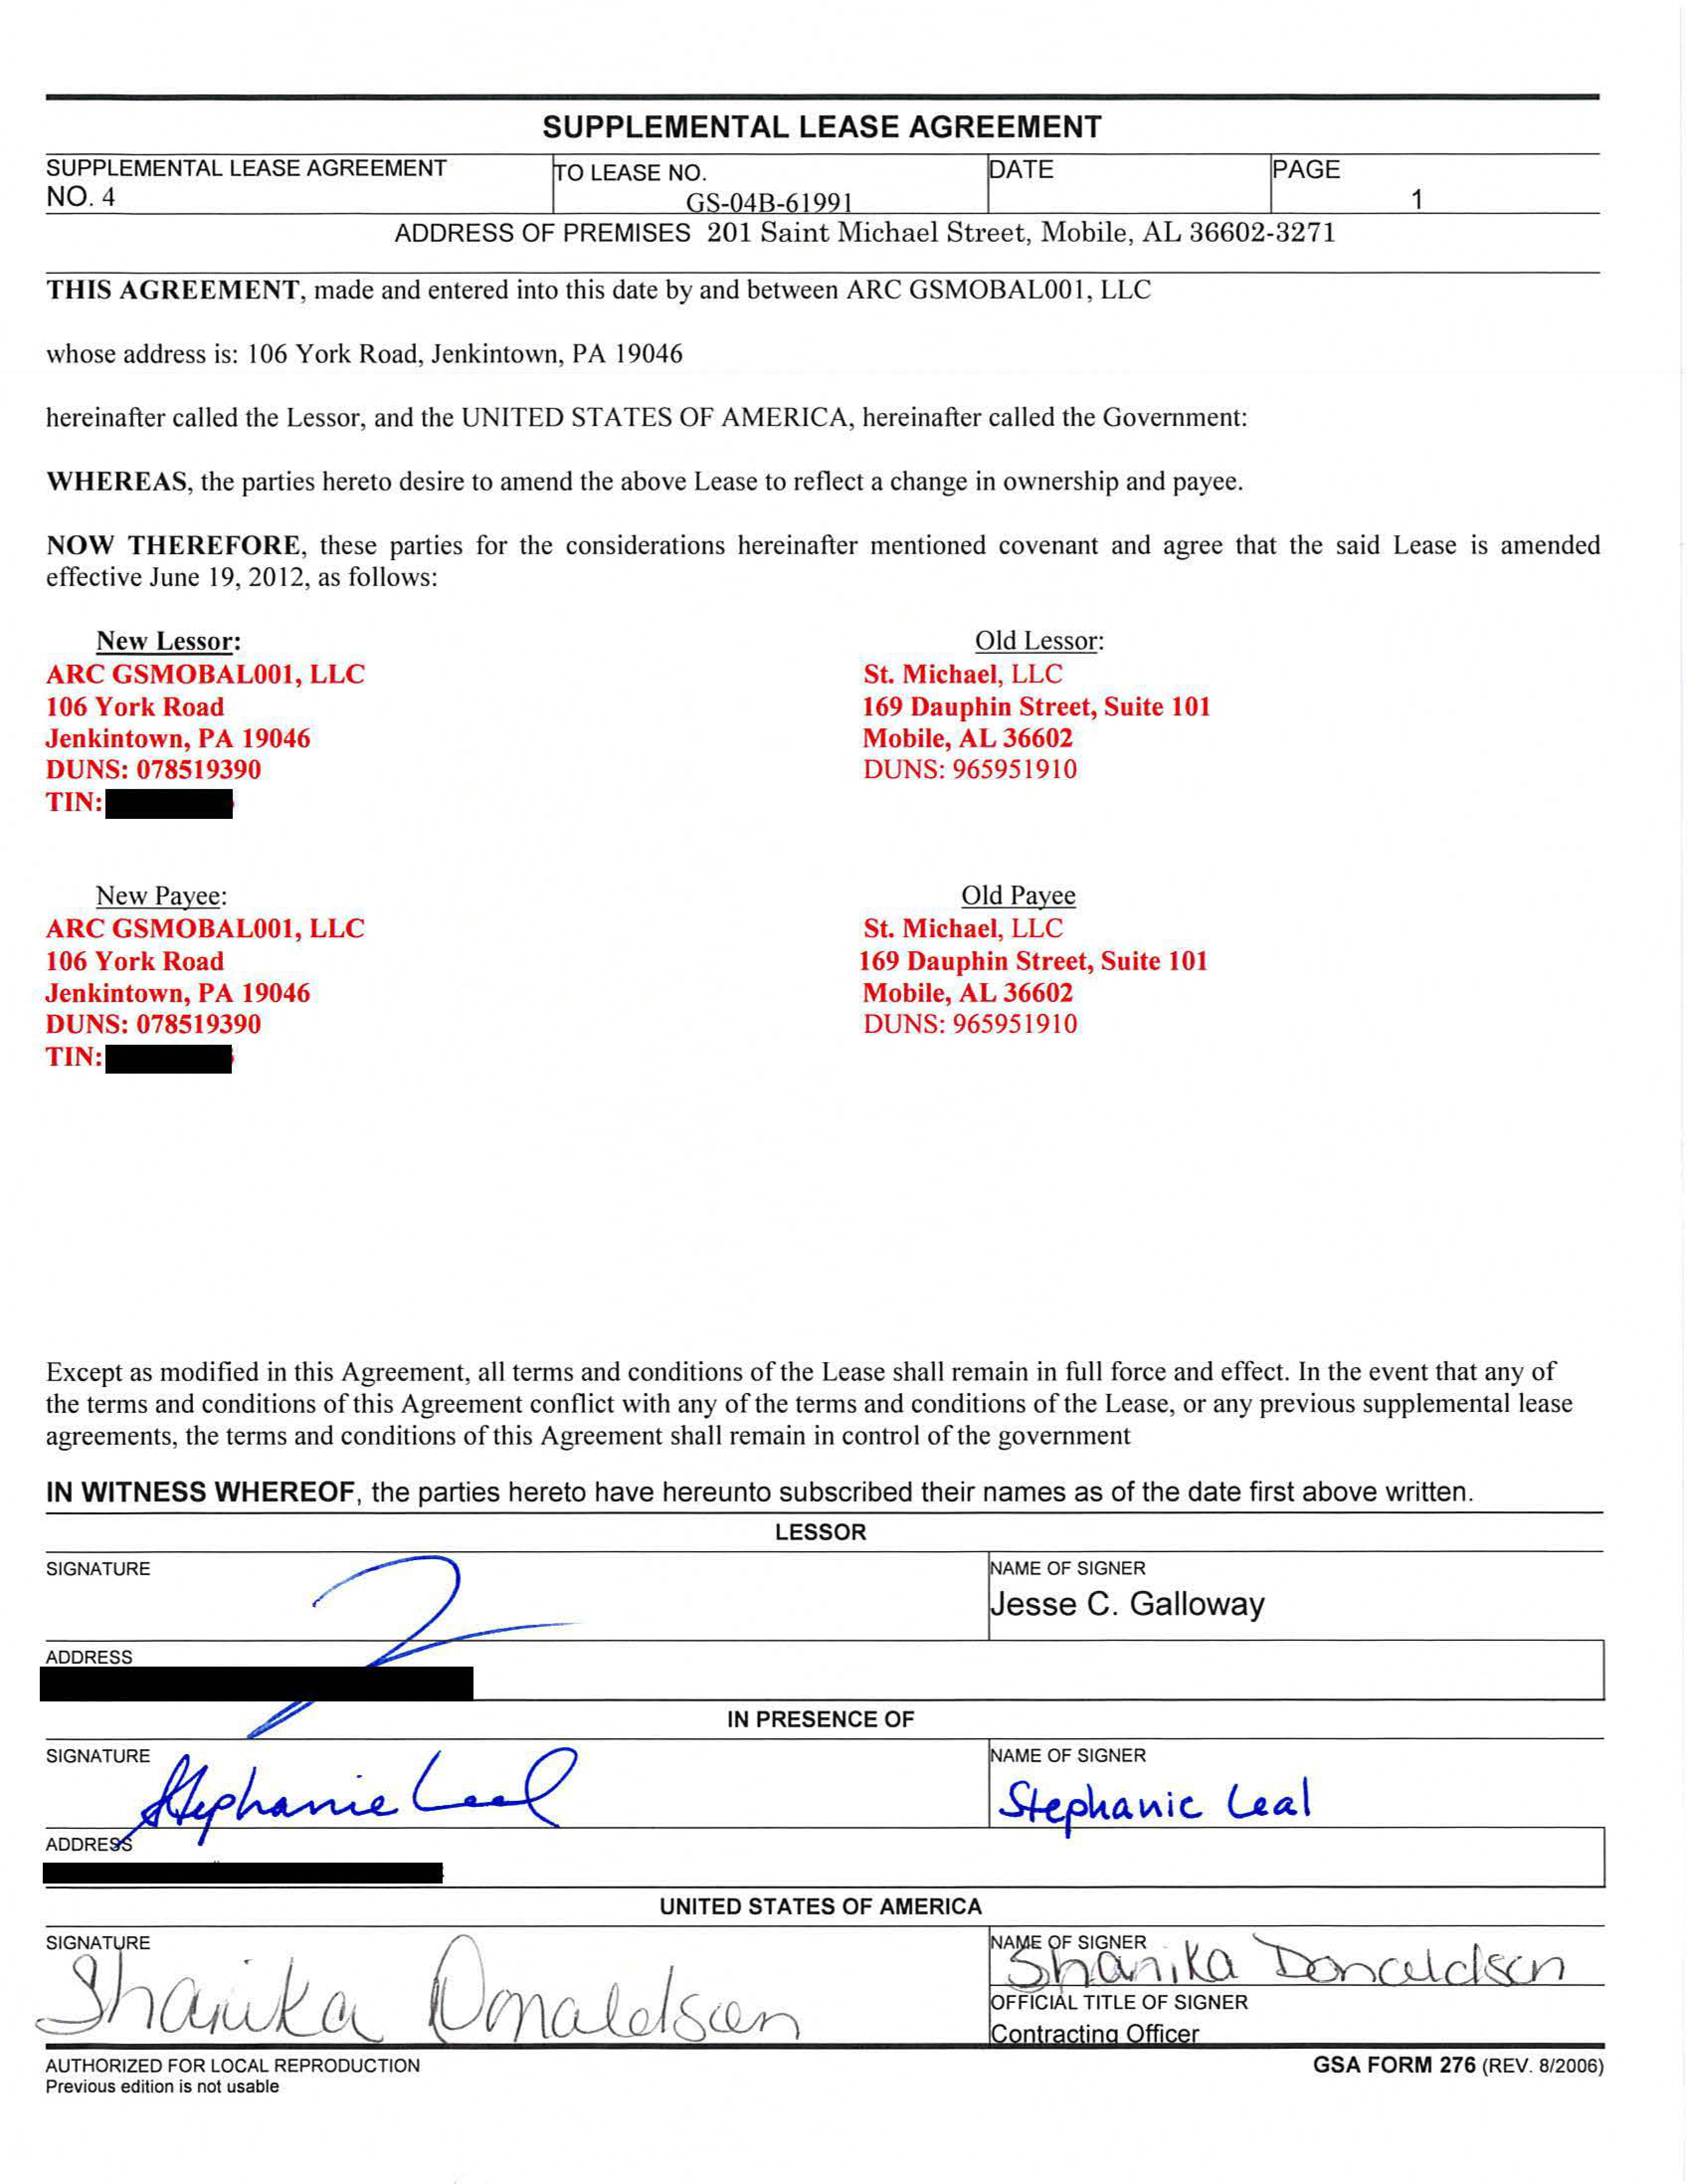 SUPPLEMENTAL LEASE AGREEMENT
SUPPLEMENTAL LEASE AGREEMENT
NO. 4
TO LEASE NO.
GS-04B-61991
DATE
PAGE
1
ADDRESS OF PREMISES 201 Saint Michael Street, Mobile, AL 36602-3271
THIS AGREEMENT, made and entered into this date by and between ARC GSMOBAL001, LLC
whose address is: 106 York Road, Jenkintown, PA 19046
hereinafter called the Lessor, and the UNITED STATES OF AMERICA, hereinafter called the Government:
WHEREAS, the parties hereto desire to amend the above Lease to reflect a change in ownership and payee.
NOW THEREFORE, these parties for the considerations hereinafter mentioned covenant and agree that the said Lease is amended
effective June 19, 2012, as follows:
New Lessor:
ARC GSMOBAL001, LLC
106 York Road
Jenkintown, PA 19046
DUNS: 078519390
TIN:
Old Lessor:
St. Michael, LLC
169 Dauphin Street, Suite 101
Mobile, AL 36602
DUNS: 965951910
New Payee:
ARC GSMOBAL001, LLC
106 York Road
Jenkintown, PA 19046
DUNS: 078519390
TIN:
Old Payee
St. Michael, LLC
169 Dauphin Street, Suite 101
Mobile, AL 36602
DUNS: 965951910
Except as modified in this Agreement, all terms and conditions of the Lease shall remain in full force and effect. In the event that any of
the terms and conditions of this Agreement conflict with any of the terms and conditions of the Lease, or any previous supplemental lease
agreements, the terms and conditions of this Agreement shall remain in control of the government
IN WITNESS WHEREOF, the parties hereto have hereunto subscribed their names as of the date first above written.
LESSOR
SIGNATURE
NAME OF SIGNER
Jesse C. Galloway
ADDRESS
IN PRESENCE OF
SIGNATURE
Stephanie Leal
NAME OF SIGNER
Stephanie Leal
ADDRESS
UNITED STATES OF AMERICA
SIGNATURE
Shanika Donaldson
NAME OF SIGNER
Shanika Donaldson
OFFICIAL TITLE OF SIGNER
Contracting Officer
AUTHORIZED FOR LOCAL REPRODUCTION
Previous edition is not usable
GSA FORM 276 (REV. 8/2006)